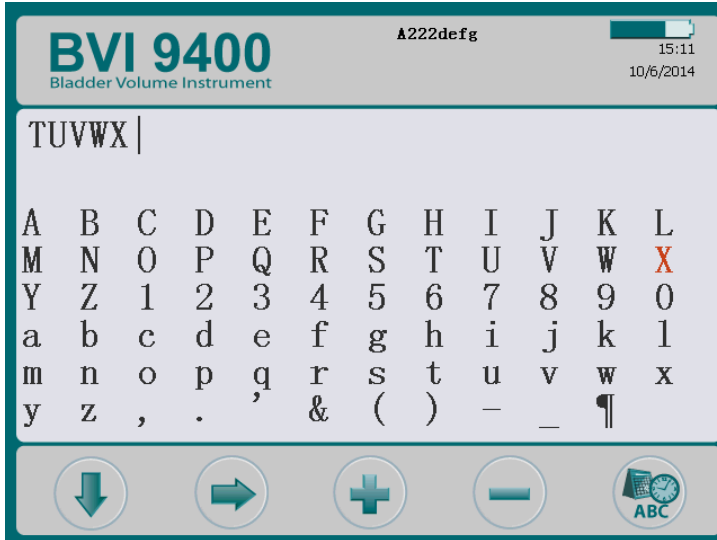 BVI 9400
Bladder Volume Instrument
A222defg
15:11
10/6/2014
TUVWX|
A B C D E F G H I J K L
M N O P Q R S T U V W X
Y Z 1 2 3 4 5 6 7 8 9 0
a b c d e f g h i j k l
m n o p q r s t u v w x
y z , . ’ & ( ) – _ ¶
ABC